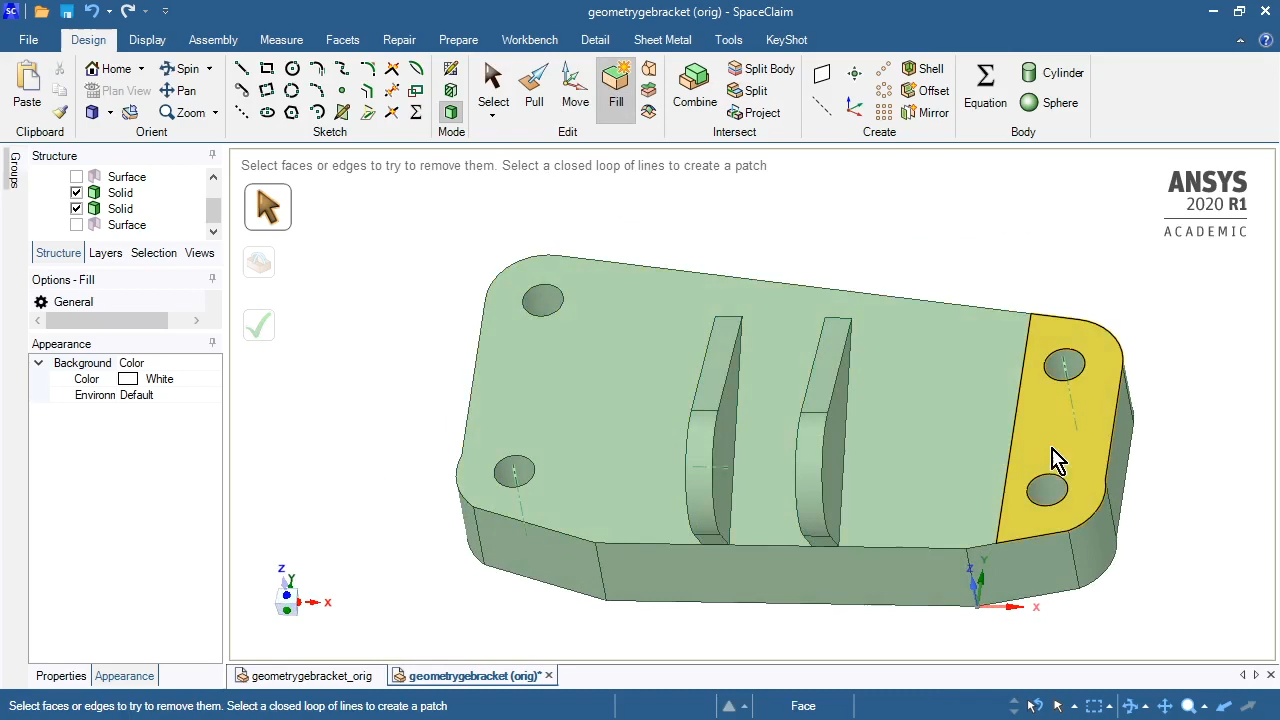 SC
geometrygebracket (orig) - SpaceClaim
File Design Display Assembly Measure Facets Repair Prepare Workbench Detail Sheet Metal Tools KeyShot
Paste
Clipboard
Home
Plan View
Spin
Pan
Zoom
Orient
Sketch
Mode
Select
Pull
Move
Fill
Edit
Combine
Split Body
Split
Project
Intersect
Shell
Offset
Mirror
Create
Equation
Cylinder
Sphere
Body
Groups
Structure
Surface
Solid
Solid
Surface
Structure Layers Selection Views
Options - Fill
General
Appearance
Background Color
Color White
Environn Default
Properties Appearance
Select faces or edges to try to remove them. Select a closed loop of lines to create a patch
ANSYS
2020 R1
ACADEMIC
Z
Y
X
Z
Y
X
geometrygebracket_orig
geometrygebracket (orig)*
Select faces or edges to try to remove them. Select a closed loop of lines to create a patch
Face